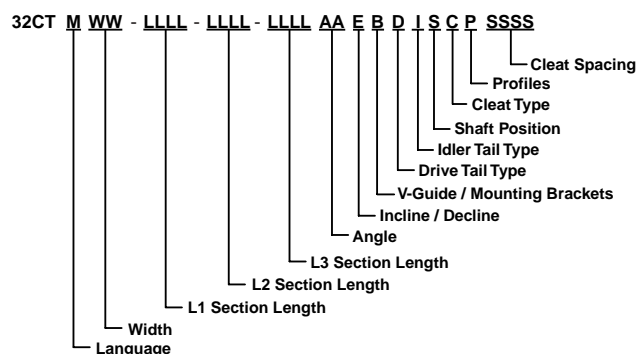 32CT M WW - LLLL - LLLL - LLLL AA E B D I S C P SSSS
Cleat Spacing
Profiles
Cleat Type
Shaft Position
Idler Tail Type
Drive Tail Type
V-Guide / Mounting Brackets
Incline / Decline
Angle
L3 Section Length
L2 Section Length
L1 Section Length
Width
Language